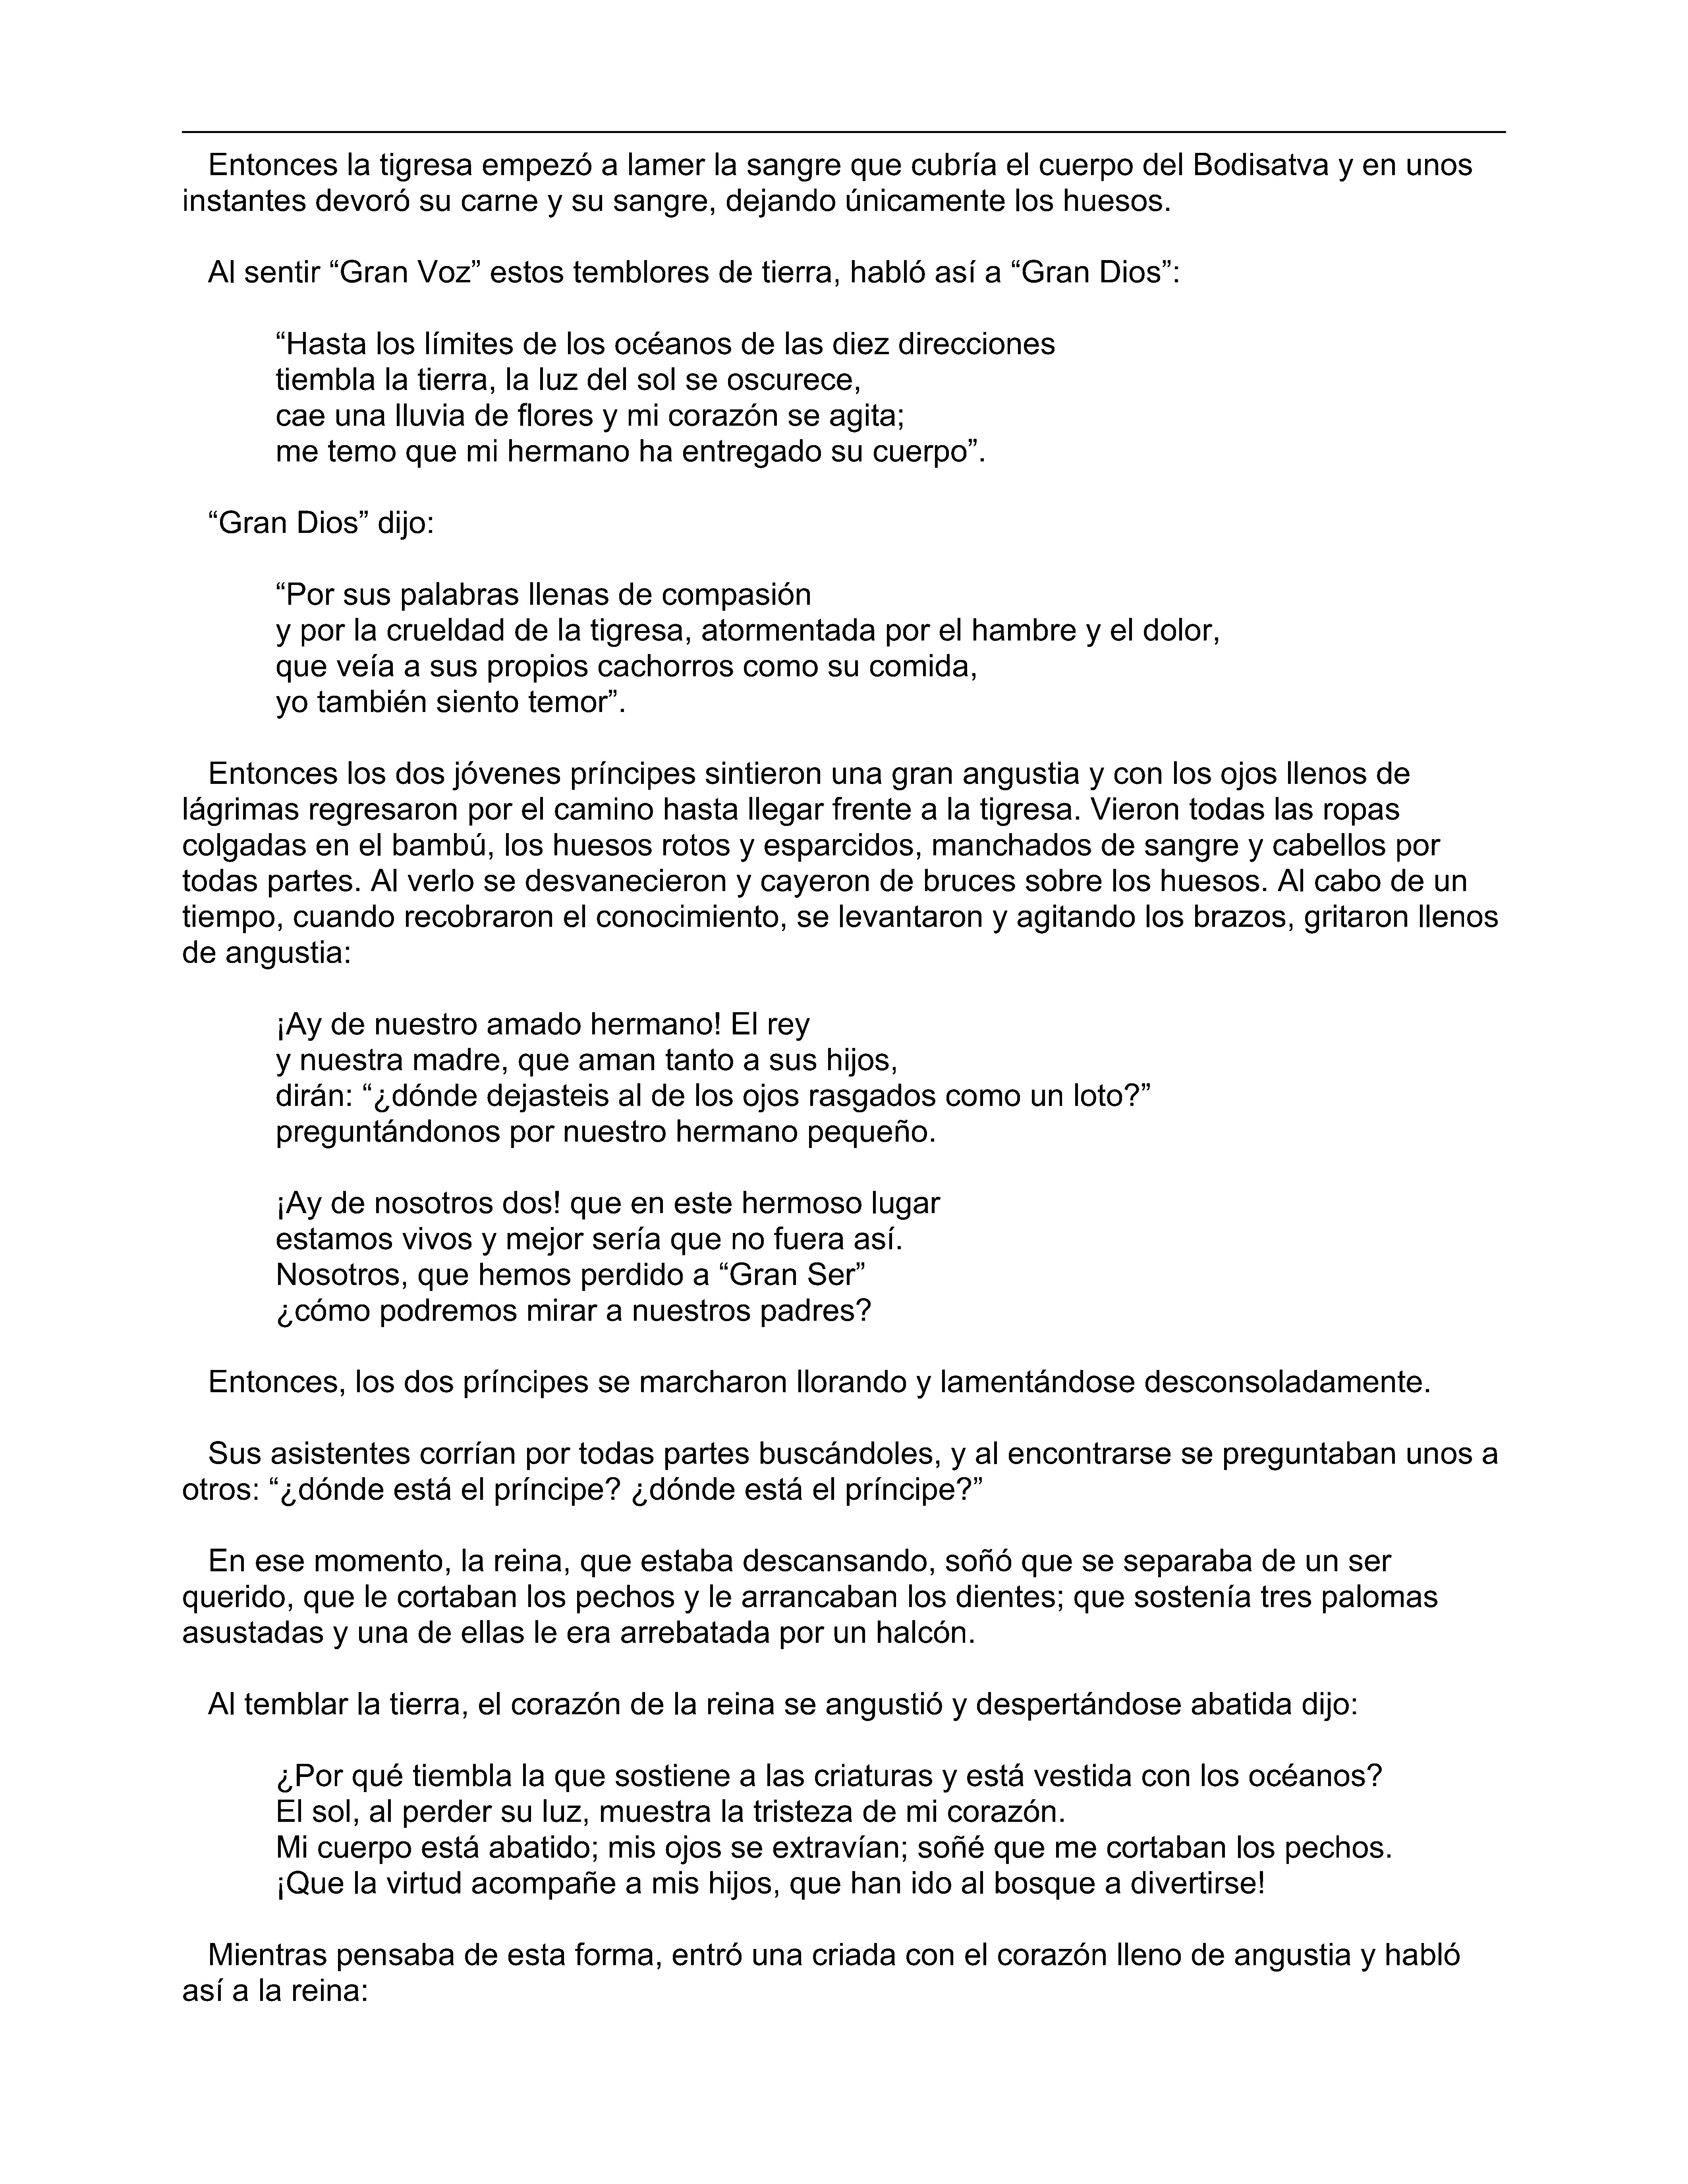 Entonces la tigresa empezó a lamer la sangre que cubría el cuerpo del Bodisatva y en unos
instantes devoró su carne y su sangre, dejando únicamente los huesos.
Al sentir “Gran Voz” estos temblores de tierra, habló así a “Gran Dios”:
“Hasta los límites de los océanos de las diez direcciones
tiembla la tierra, la luz del sol se oscurece,
cae una lluvia de flores y mi corazón se agita;
me temo que mi hermano ha entregado su cuerpo”.
“Gran Dios” dijo:
“Por sus palabras llenas de compasión
y por la crueldad de la tigresa, atormentada por el hambre y el dolor,
que veía a sus propios cachorros como su comida,
yo también siento temor”.
Entonces los dos jóvenes príncipes sintieron una gran angustia y con los ojos llenos de
lágrimas regresaron por el camino hasta llegar frente a la tigresa. Vieron todas las ropas
colgadas en el bambú, los huesos rotos y esparcidos, manchados de sangre y cabellos por
todas partes. Al verlo se desvanecieron y cayeron de bruces sobre los huesos. Al cabo de un
tiempo, cuando recobraron el conocimiento, se levantaron y agitando los brazos, gritaron llenos
de angustia:
¡Ay de nuestro amado hermano! El rey
y nuestra madre, que aman tanto a sus hijos,
dirán: “¿dónde dejasteis al de los ojos rasgados como un loto?”
preguntándonos por nuestro hermano pequeño.
¡Ay de nosotros dos! que en este hermoso lugar
estamos vivos y mejor sería que no fuera así.
Nosotros, que hemos perdido a “Gran Ser”
¿cómo podremos mirar a nuestros padres?
Entonces, los dos príncipes se marcharon llorando y lamentándose desconsoladamente.
Sus asistentes corrían por todas partes buscándoles, y al encontrarse se preguntaban unos a
otros: “¿dónde está el príncipe? ¿dónde está el príncipe?”
En ese momento, la reina, que estaba descansando, soñó que se separaba de un ser
querido, que le cortaban los pechos y le arrancaban los dientes; que sostenía tres palomas
asustadas y una de ellas le era arrebatada por un halcón.
Al temblar la tierra, el corazón de la reina se angustió y despertándose abatida dijo:
¿Por qué tiembla la que sostiene a las criaturas y está vestida con los océanos?
El sol, al perder su luz, muestra la tristeza de mi corazón.
Mi cuerpo está abatido; mis ojos se extravían; soñé que me cortaban los pechos.
¡Que la virtud acompañe a mis hijos, que han ido al bosque a divertirse!
Mientras pensaba de esta forma, entró una criada con el corazón lleno de angustia y habló
así a la reina: